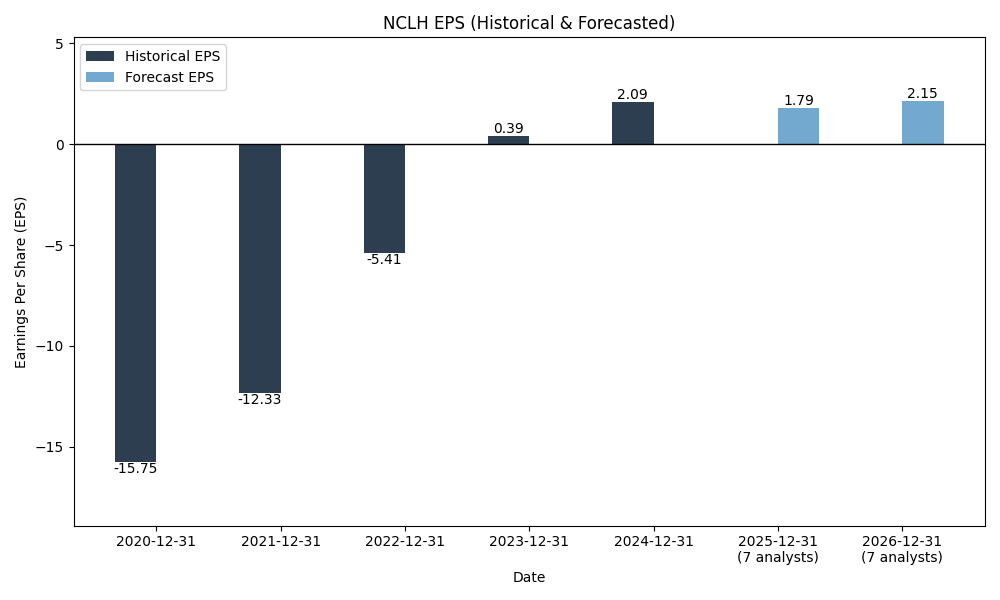 NCLH EPS (Historical & Forecasted)
Historical EPS
Forecast EPS
Earnings Per Share (EPS)
5
0
−5
−10
−15
-15.75
-12.33
-5.41
0.39
2.09
1.79
2.15
2020-12-31
2021-12-31
2022-12-31
2023-12-31
2024-12-31
2025-12-31
(7 analysts)
2026-12-31
(7 analysts)
Date